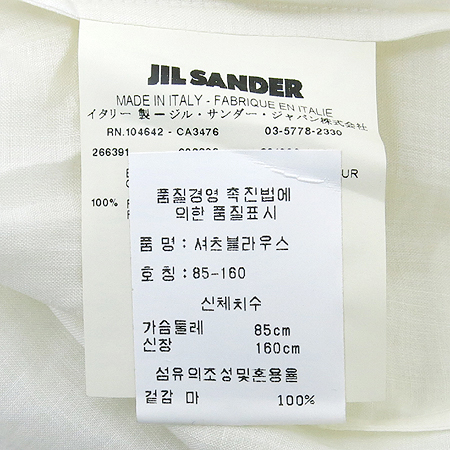 JIL SANDER
MADE IN ITALY - FABRIQUE EN ITALIE
イタリー 製 ージル・サンダー・ジャパン株式会社
RN.104642 - CA3476 03-5778-2330
266391
UR
100%
품질경영 촉진법에
의한 품질표시
품 명 : 셔츠블라우스
호 칭 : 85-160
신체치수
가슴둘레 85cm
신장 160cm
섬유의조성및혼용율
겉감 마 100%